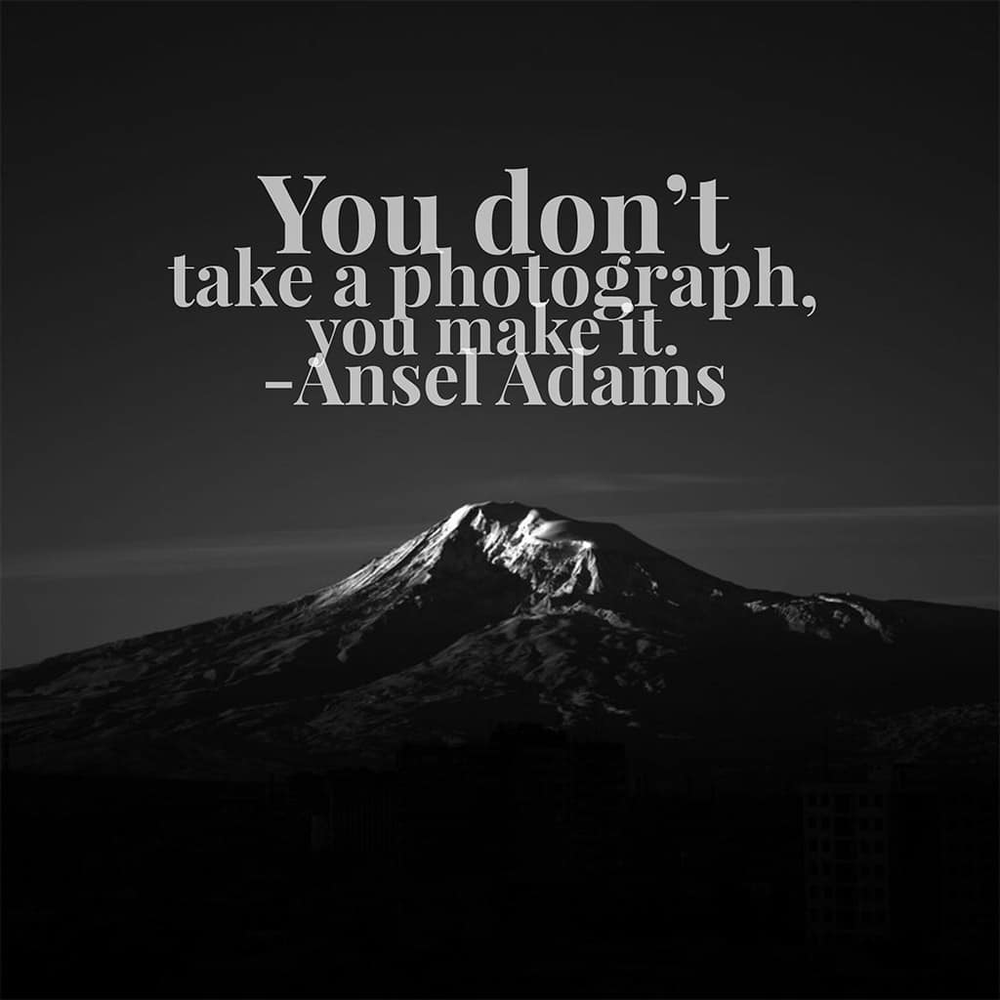 You don’t
take a photograph,
you make it.
-Ansel Adams